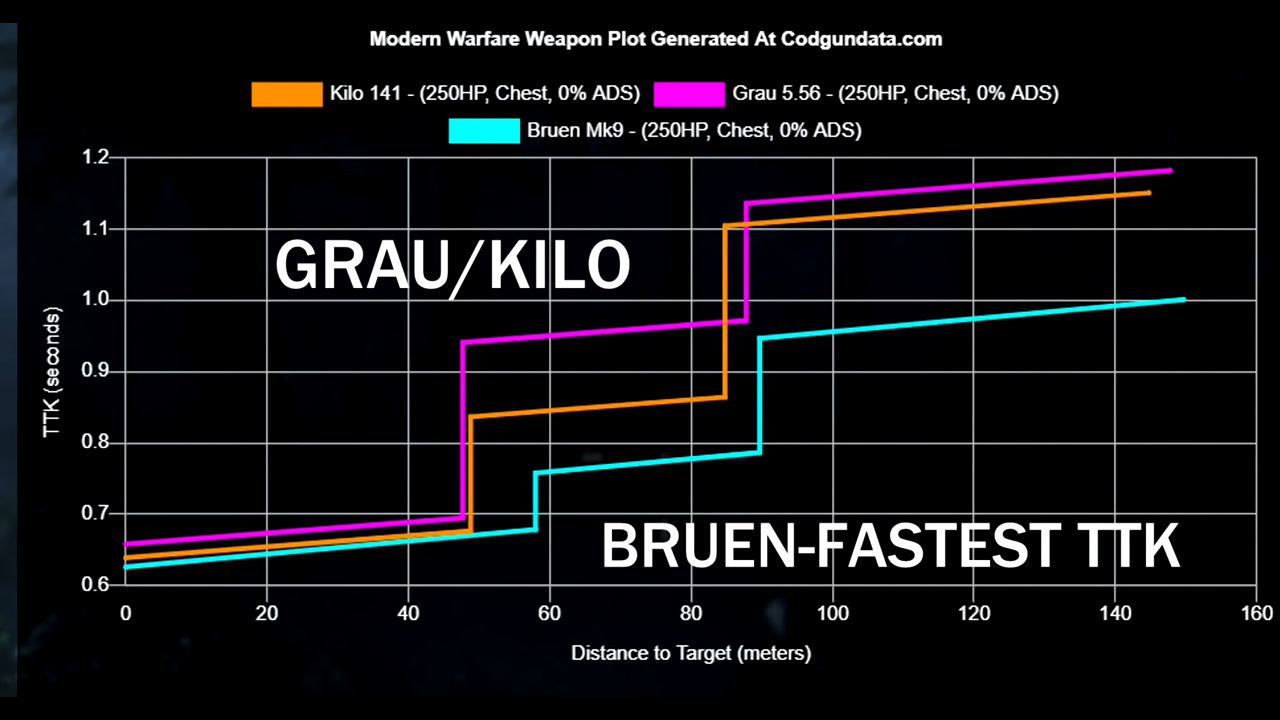 Modern Warfare Weapon Plot Generated At Codgundata.com
Kilo 141 - (250HP, Chest, 0% ADS) Grau 5.56 - (250HP, Chest, 0% ADS)
Bruen Mk9 - (250HP, Chest, 0% ADS)
1.2
1.1
GRAU/KILO
1.0
0.9
TTK (seconds)
0.8
0.7
BRUEN-FASTEST TTK
0.6
0 20 40 60 80 100 120 140 160
Distance to Target (meters)